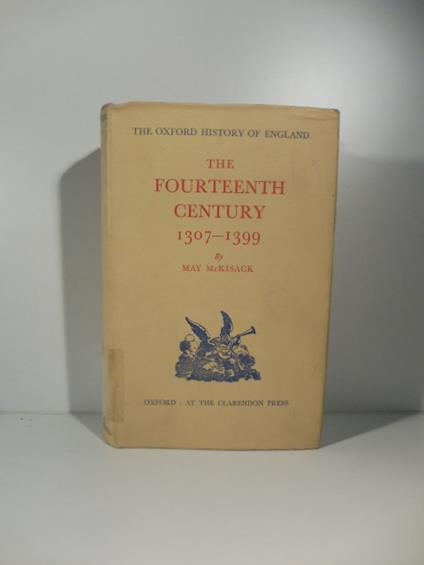 THE OXFORD HISTORY OF ENGLAND
THE
FOURTEENTH
CENTURY
1307–1399
By
MAY McKISACK
OXFORD : AT THE CLARENDON PRESS